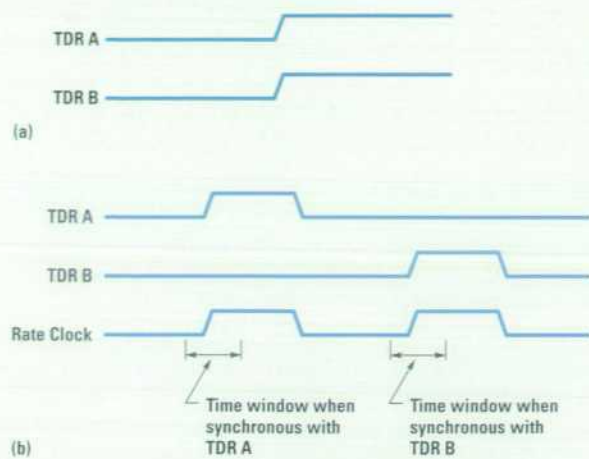 TDR A
TDR B
(a)
TDR A
TDR B
Rate Clock
Time window when
synchronous with
TDR A
Time window when
synchronous with
TDR B
(b)